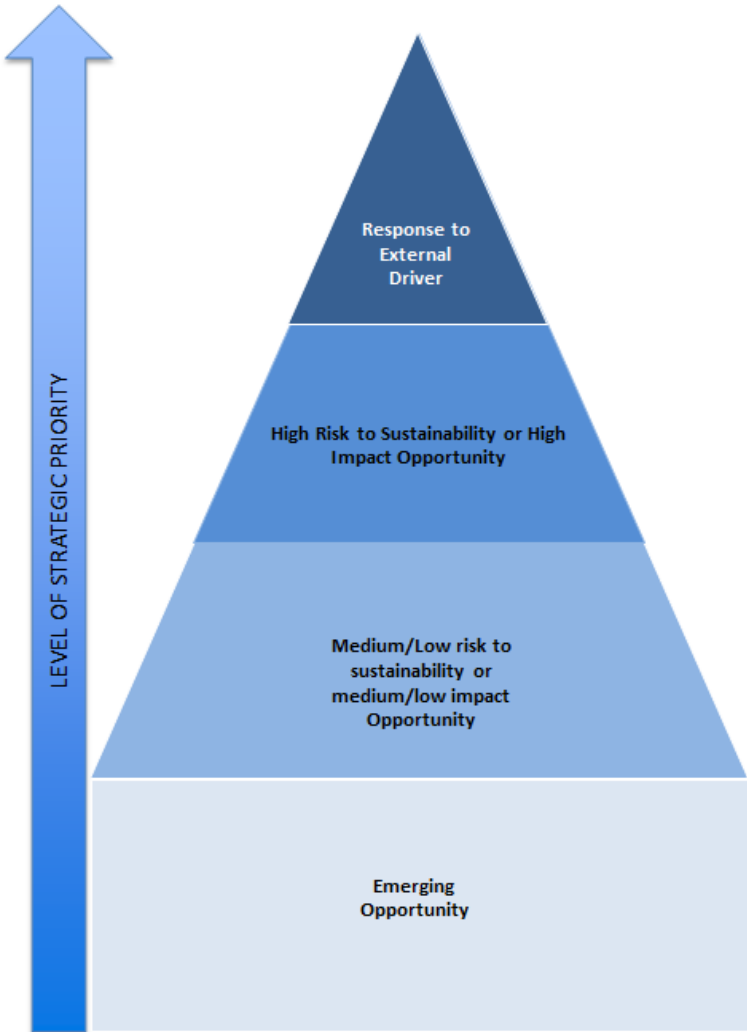 LEVEL OF STRATEGIC PRIORITY
Response to
External
Driver
High Risk to Sustainability or High
Impact Opportunity
Medium/Low risk to
sustainability or
medium/low impact
Opportunity
Emerging
Opportunity